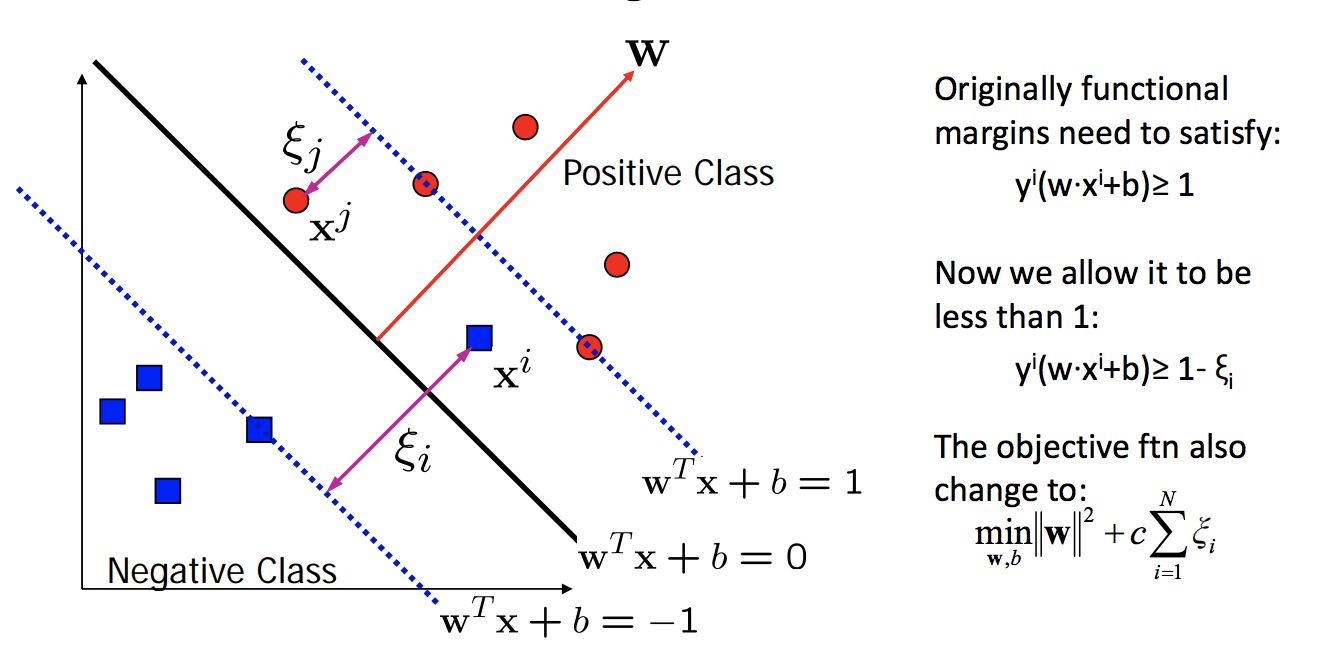 w
ξⱼ
Positive Class
xʲ
xⁱ
ξᵢ
wᵀx + b = 1
wᵀx + b = 0
Negative Class
wᵀx + b = −1
Originally functional
margins need to satisfy:
yⁱ(w·xⁱ+b)≥ 1
Now we allow it to be
less than 1:
yⁱ(w·xⁱ+b)≥ 1- ξᵢ
The objective ftn also
change to:
min_{w,b} ‖w‖² + c ∑_{i=1}^{N} ξᵢ